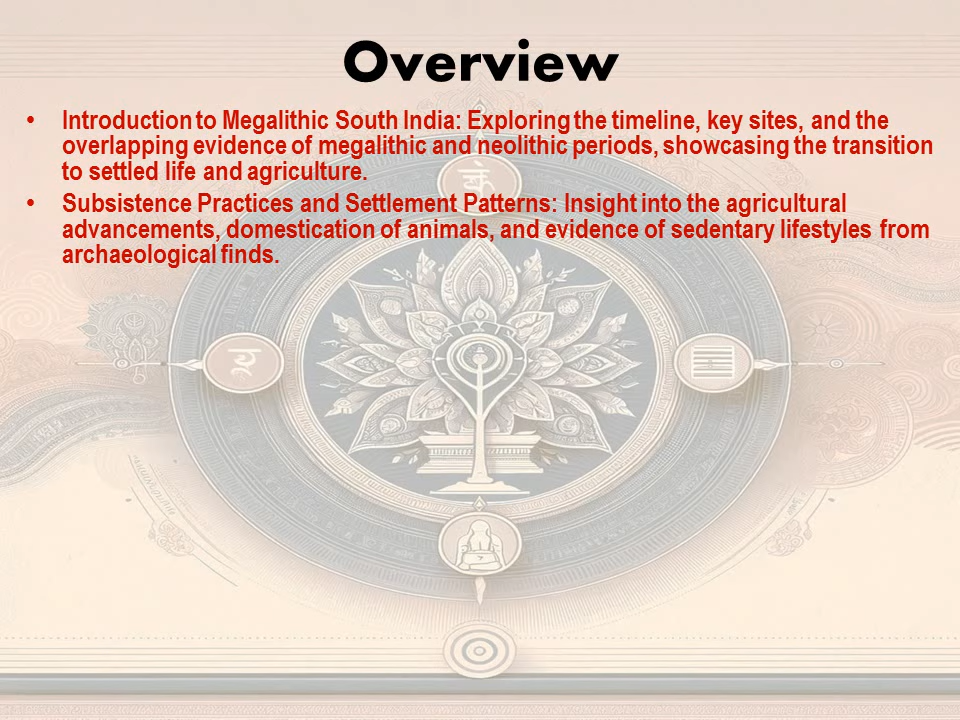 Overview
• Introduction to Megalithic South India: Exploring the timeline, key sites, and the
overlapping evidence of megalithic and neolithic periods, showcasing the transition
to settled life and agriculture.
• Subsistence Practices and Settlement Patterns: Insight into the agricultural
advancements, domestication of animals, and evidence of sedentary lifestyles from
archaeological finds.